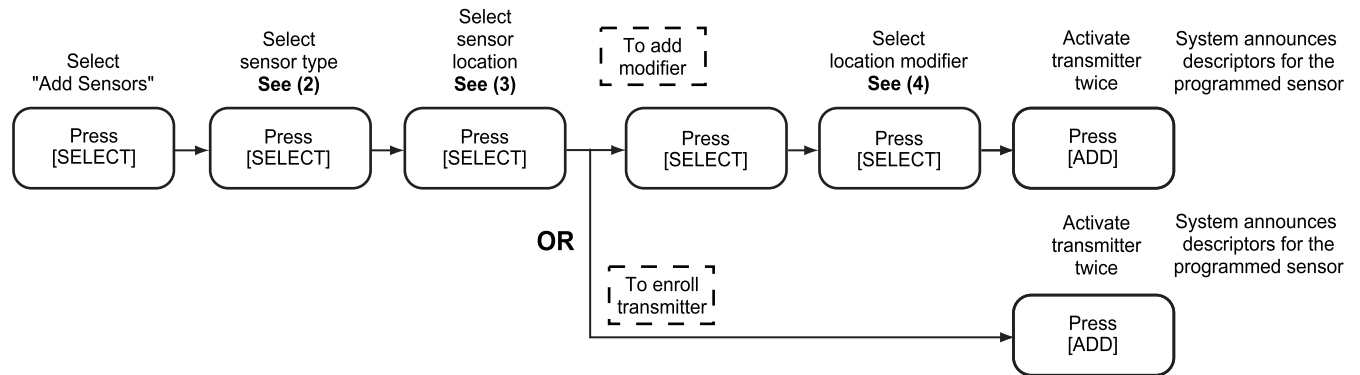 Select
"Add Sensors"
Press
[SELECT]
Select
sensor type
See (2)
Press
[SELECT]
Select
sensor
location
See (3)
Press
[SELECT]
To add
modifier
Press
[SELECT]
Select
location modifier
See (4)
Press
[SELECT]
Activate
transmitter
twice
Press
[ADD]
System announces
descriptors for the
programmed sensor
OR
To enroll
transmitter
Activate
transmitter
twice
Press
[ADD]
System announces
descriptors for the
programmed sensor